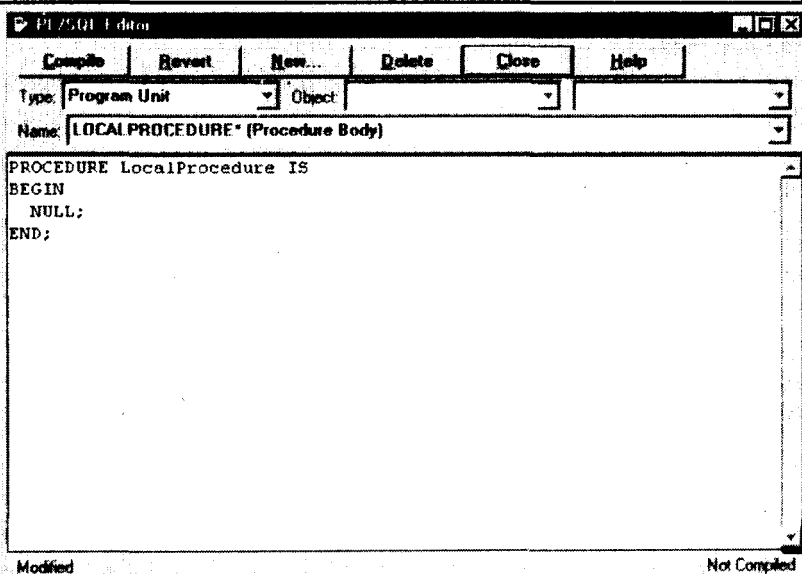 PL/SQL Editor
Compile Revert New... Delete Close Help
Type: Program Unit Object:
Name: LOCALPROCEDURE* (Procedure Body)
PROCEDURE LocalProcedure IS
BEGIN
NULL;
END;
Modified Not Compiled